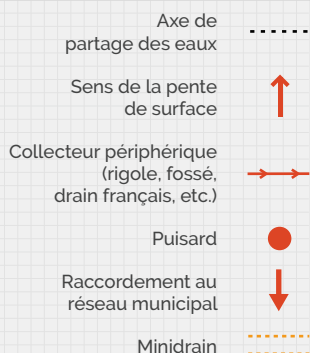 Axe de
partage des eaux
Sens de la pente
de surface
Collecteur périphérique
(rigole, fossé,
drain français, etc.)
Puisard
Raccordement au
réseau municipal
Minidrain